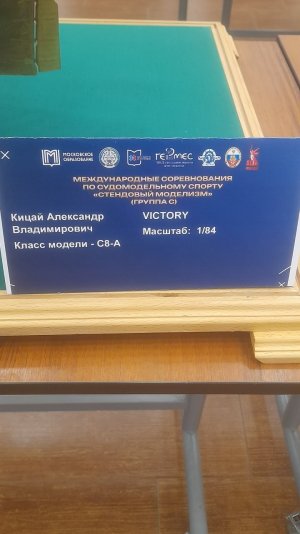 МОСКОВСКОЕ
ОБРАЗОВАНИЕ
ГЕРМЕС
МЕЖДУНАРОДНЫЕ СОРЕВНОВАНИЯ
ПО СУДОМОДЕЛЬНОМУ СПОРТУ
«СТЕНДОВЫЙ МОДЕЛИЗМ»
(ГРУППА С)
Кицай Александр
Владимирович
VICTORY
Масштаб: 1/84
Класс модели - С8-А